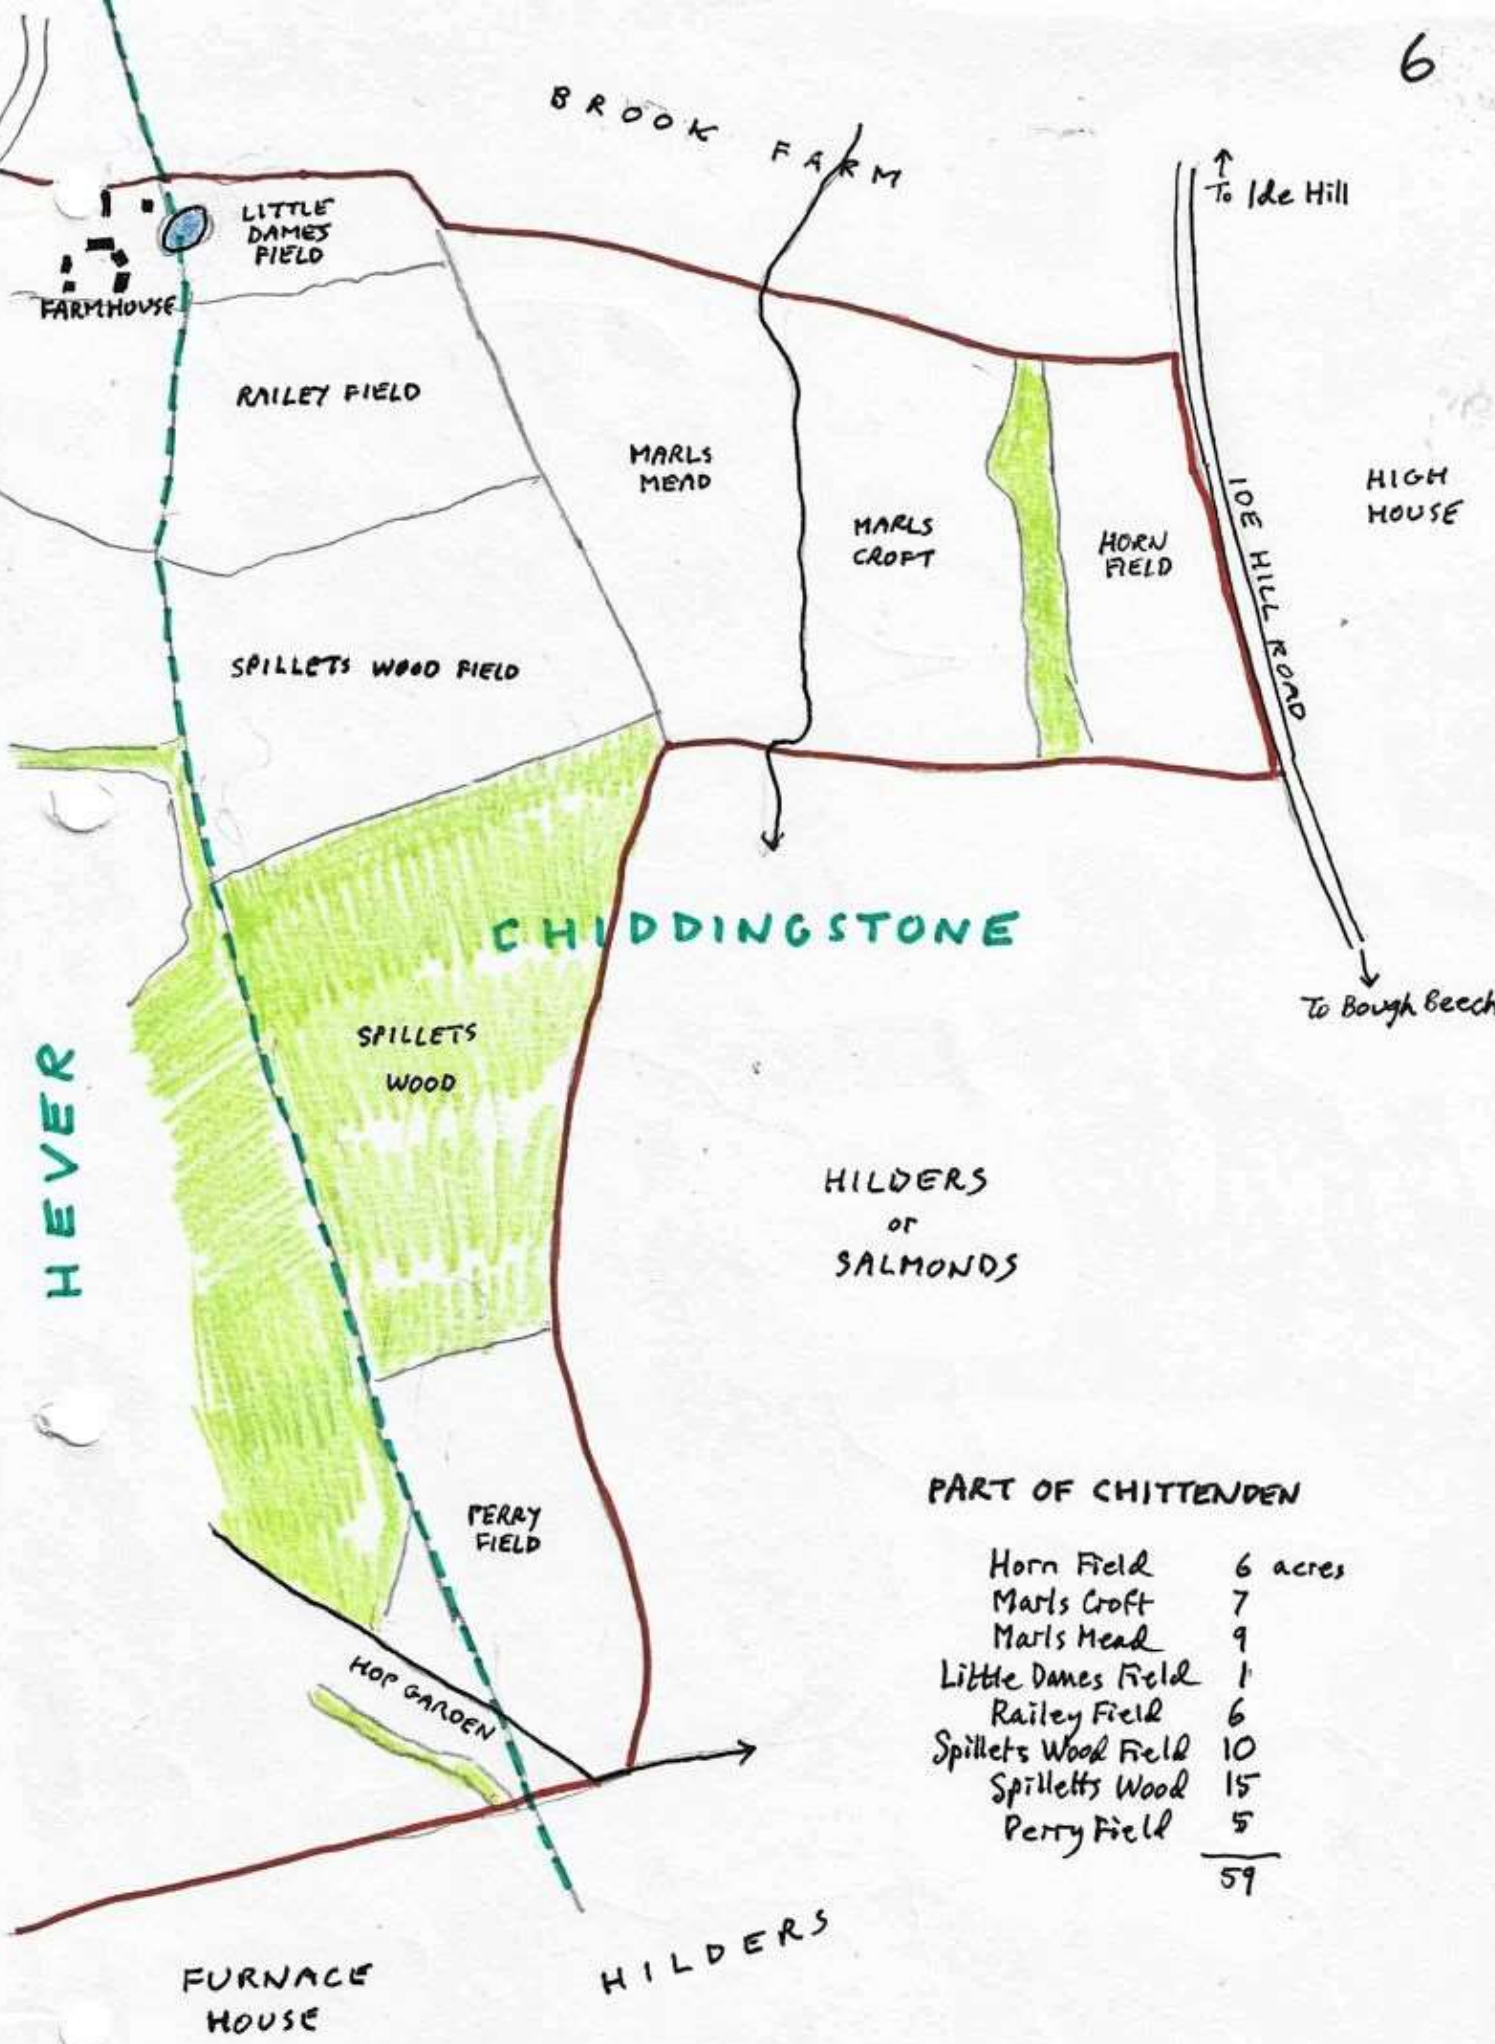 6
BROOK FARM
↑
To Ide Hill
LITTLE
DAMES
FIELD
FARMHOUSE
RAILEY FIELD
MARLS
MEAD
MARLS
CROFT
HORN
FIELD
IDE HILL ROAD
HIGH
HOUSE
SPILLETS WOOD FIELD
CHIDDINGSTONE
To Bough Beech
SPILLETS
WOOD
HEVER
HILDERS
or
SALMONDS
PERRY
FIELD
HOP GARDEN
PART OF CHITTENDEN
Horn Field 6 acres
Marls Croft 7
Marls Mead 9
Little Dames Field 1
Railey Field 6
Spillets Wood Field 10
Spilletts Wood 15
Perry Field 5
59
HILDERS
FURNACE
HOUSE